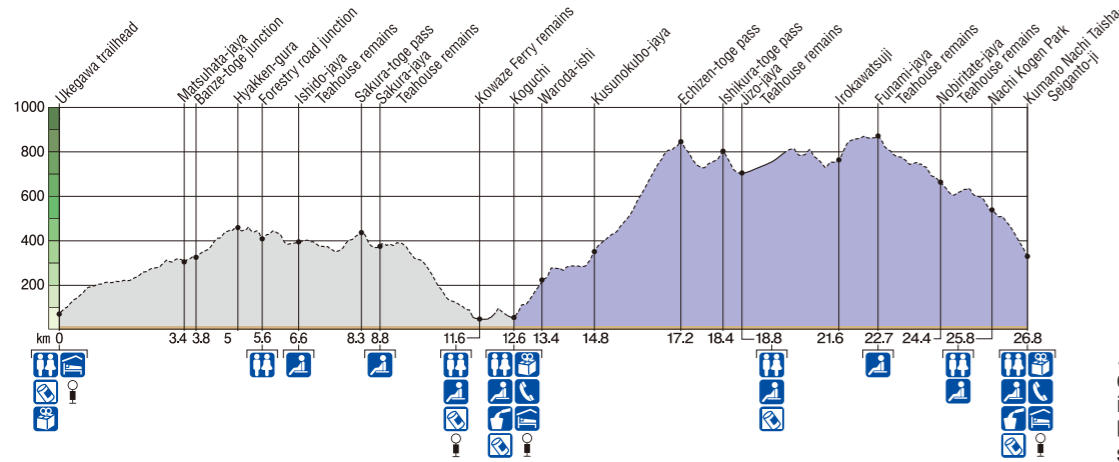 Ukegawa trailhead
Matsuhata-jaya
Banze-toge junction
Hyakken-gura
Forestry road junction
Ishido-jaya
Teahouse remains
Sakura-toge pass
Sakura-jaya
Teahouse remains
Kowaze Ferry remains
Koguchi
Waroda-ishi
Kusunokubo-jaya
Echizen-toge pass
Ishikura-toge pass
Jizo-jaya
Teahouse remains
Irokawatsuji
Funami-jaya
Teahouse remains
Nobiritate-jaya
Teahouse remains
Nachi Kogen Park
Kumano Nachi Taisha
Seiganto-ji
1000
800
600
400
200
km 0 3.4 3.8 5 5.6 6.6 8.3 8.8 11.6 12.6 13.4 14.8 17.2 18.4 18.8 21.6 22.7 24.4 25.8 26.8